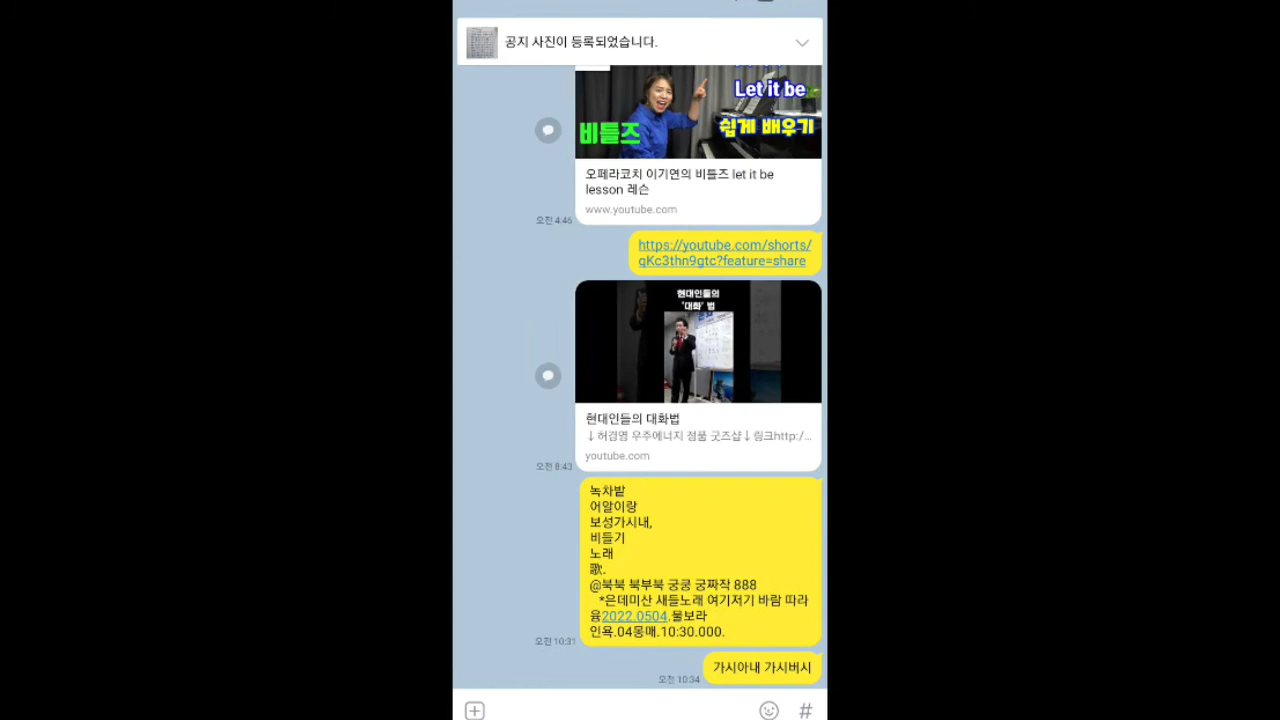 공지 사진이 등록되었습니다.
Let it be
비틀즈
쉽게 배우기
오페라코치 이기연의 비틀즈 let it be
lesson 레슨
www.youtube.com
오전 4:46
https://youtube.com/shorts/
qKc3thn9gtc?feature=share
현대인들의
'대화' 법
현대인들의 대화법
↓허경영 우주에너지 정품 굿즈샵↓링크http:/...
youtube.com
오전 8:43
녹차밭
어알이랑
보성가시내,
비들기
노래
歌.
@북북 북부북 궁쿵 궁짜작 888
*은데미산 새들노래 여기저기 바람 따라
융2022.0504.물보라
인욕.04몽매.10:30.000.
오전 10:31
가시아내 가시버시
오전 10:34
#